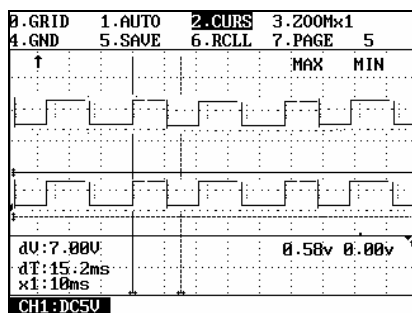 0.GRID 1.AUTO 2.CURS 3.ZOOMx1
4.GND 5.SAVE 6.RCLL 7.PAGE 5
MAX MIN
dV:7.00V 0.58v 0.00v
dT:15.2ms
x1:10ms
CH1:DC5V